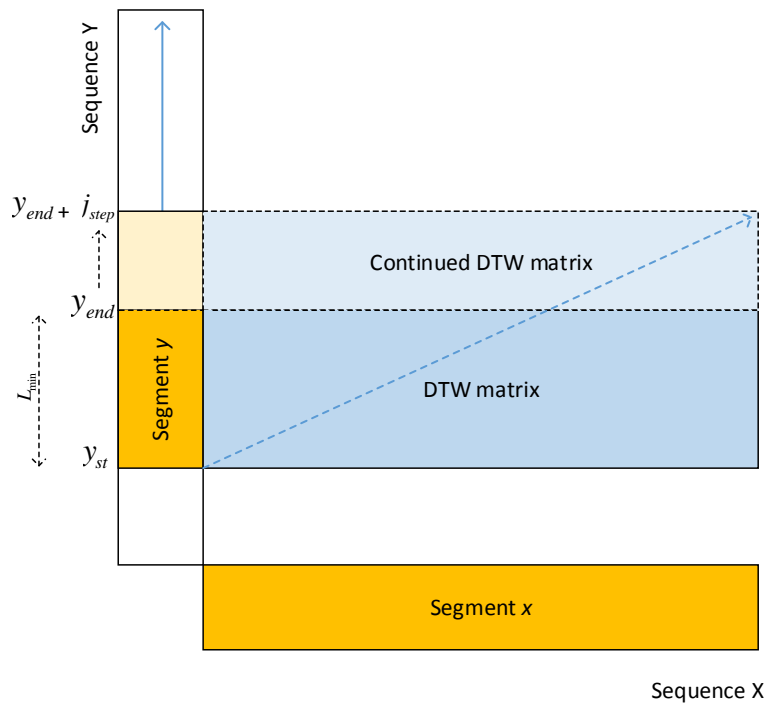 Sequence Y
y_end + j_step
Continued DTW matrix
y_end
L_min
Segment y
DTW matrix
y_st
Segment x
Sequence X